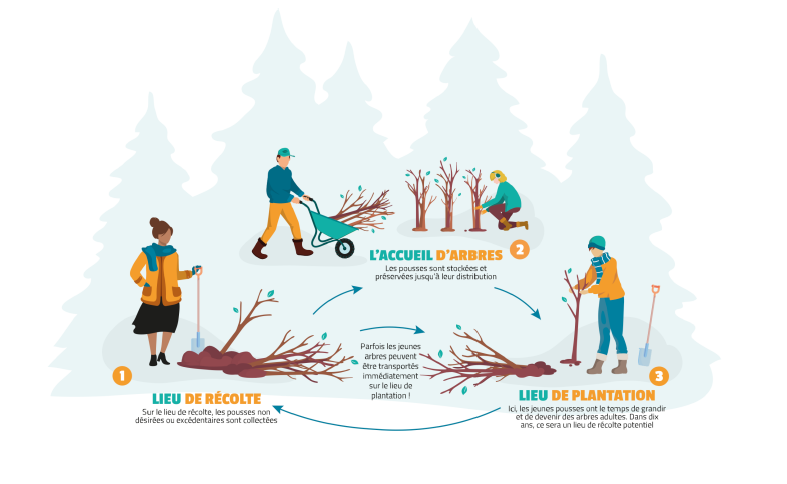 2
L'ACCUEIL D'ARBRES
Les pousses sont stockées et
préservées jusqu'à leur distribution
Parfois les jeunes
arbres peuvent
être transportés
immédiatement
sur le lieu de
plantation !
1
LIEU DE RÉCOLTE
Sur le lieu de récolte, les pousses non
désirées ou excédentaires sont collectées
3
LIEU DE PLANTATION
Ici, les jeunes pousses ont le temps de grandir
et de devenir des arbres adultes. Dans dix
ans, ce sera un lieu de récolte potentiel